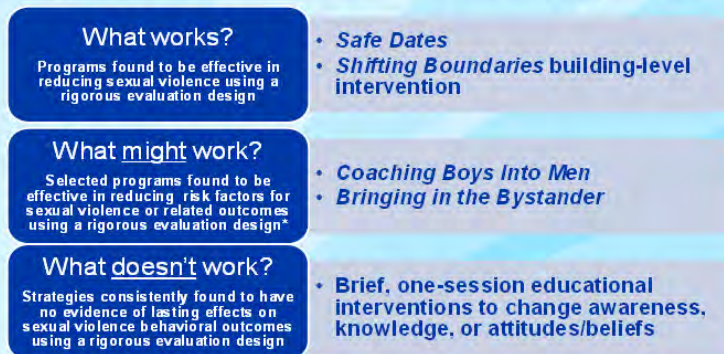 What works?
Programs found to be effective in
reducing sexual violence using a
rigorous evaluation design
• Safe Dates
• Shifting Boundaries building-level
intervention
What might work?
Selected programs found to be
effective in reducing risk factors for
sexual violence or related outcomes
using a rigorous evaluation design*
• Coaching Boys Into Men
• Bringing in the Bystander
What doesn't work?
Strategies consistently found to have
no evidence of lasting effects on
sexual violence behavioral outcomes
using a rigorous evaluation design
• Brief, one-session educational
interventions to change awareness,
knowledge, or attitudes/beliefs